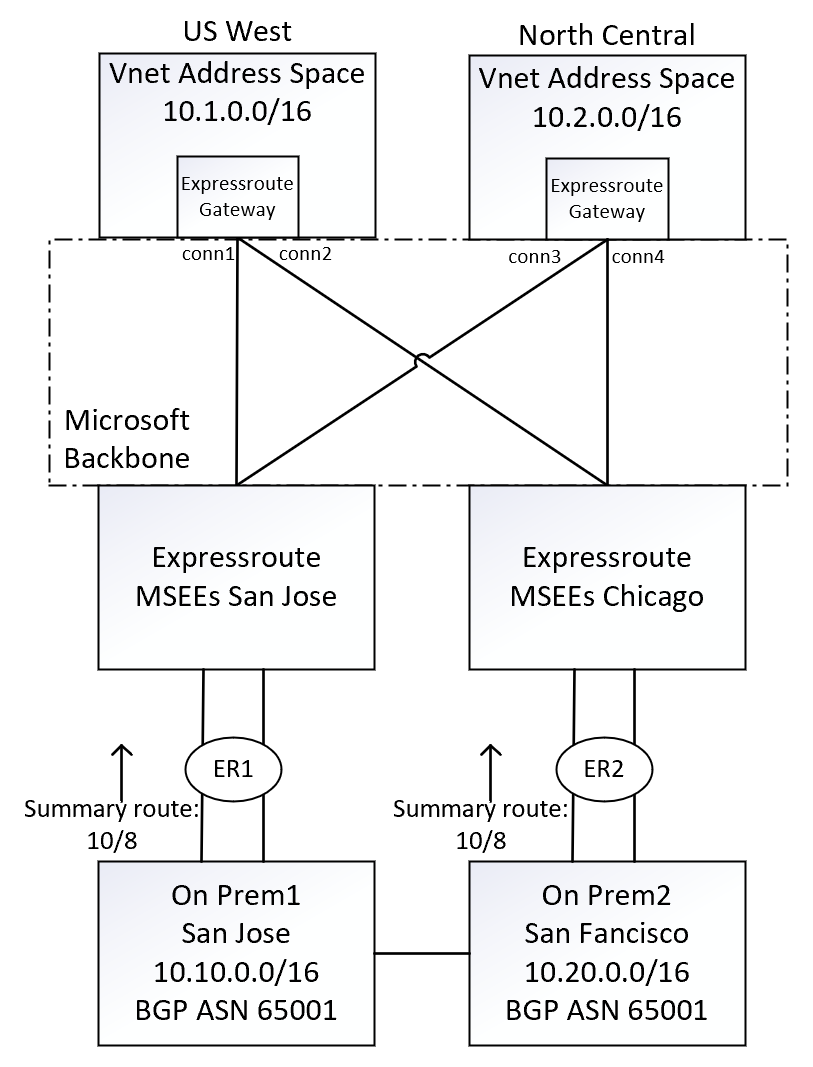 US West
Vnet Address Space
10.1.0.0/16
Expressroute
Gateway
North Central
Vnet Address Space
10.2.0.0/16
Expressroute
Gateway
conn1
conn2
conn3
conn4
Microsoft
Backbone
Expressroute
MSEEs San Jose
Expressroute
MSEEs Chicago
ER1
Summary route:
10/8
ER2
Summary route:
10/8
On Prem1
San Jose
10.10.0.0/16
BGP ASN 65001
On Prem2
San Fancisco
10.20.0.0/16
BGP ASN 65001